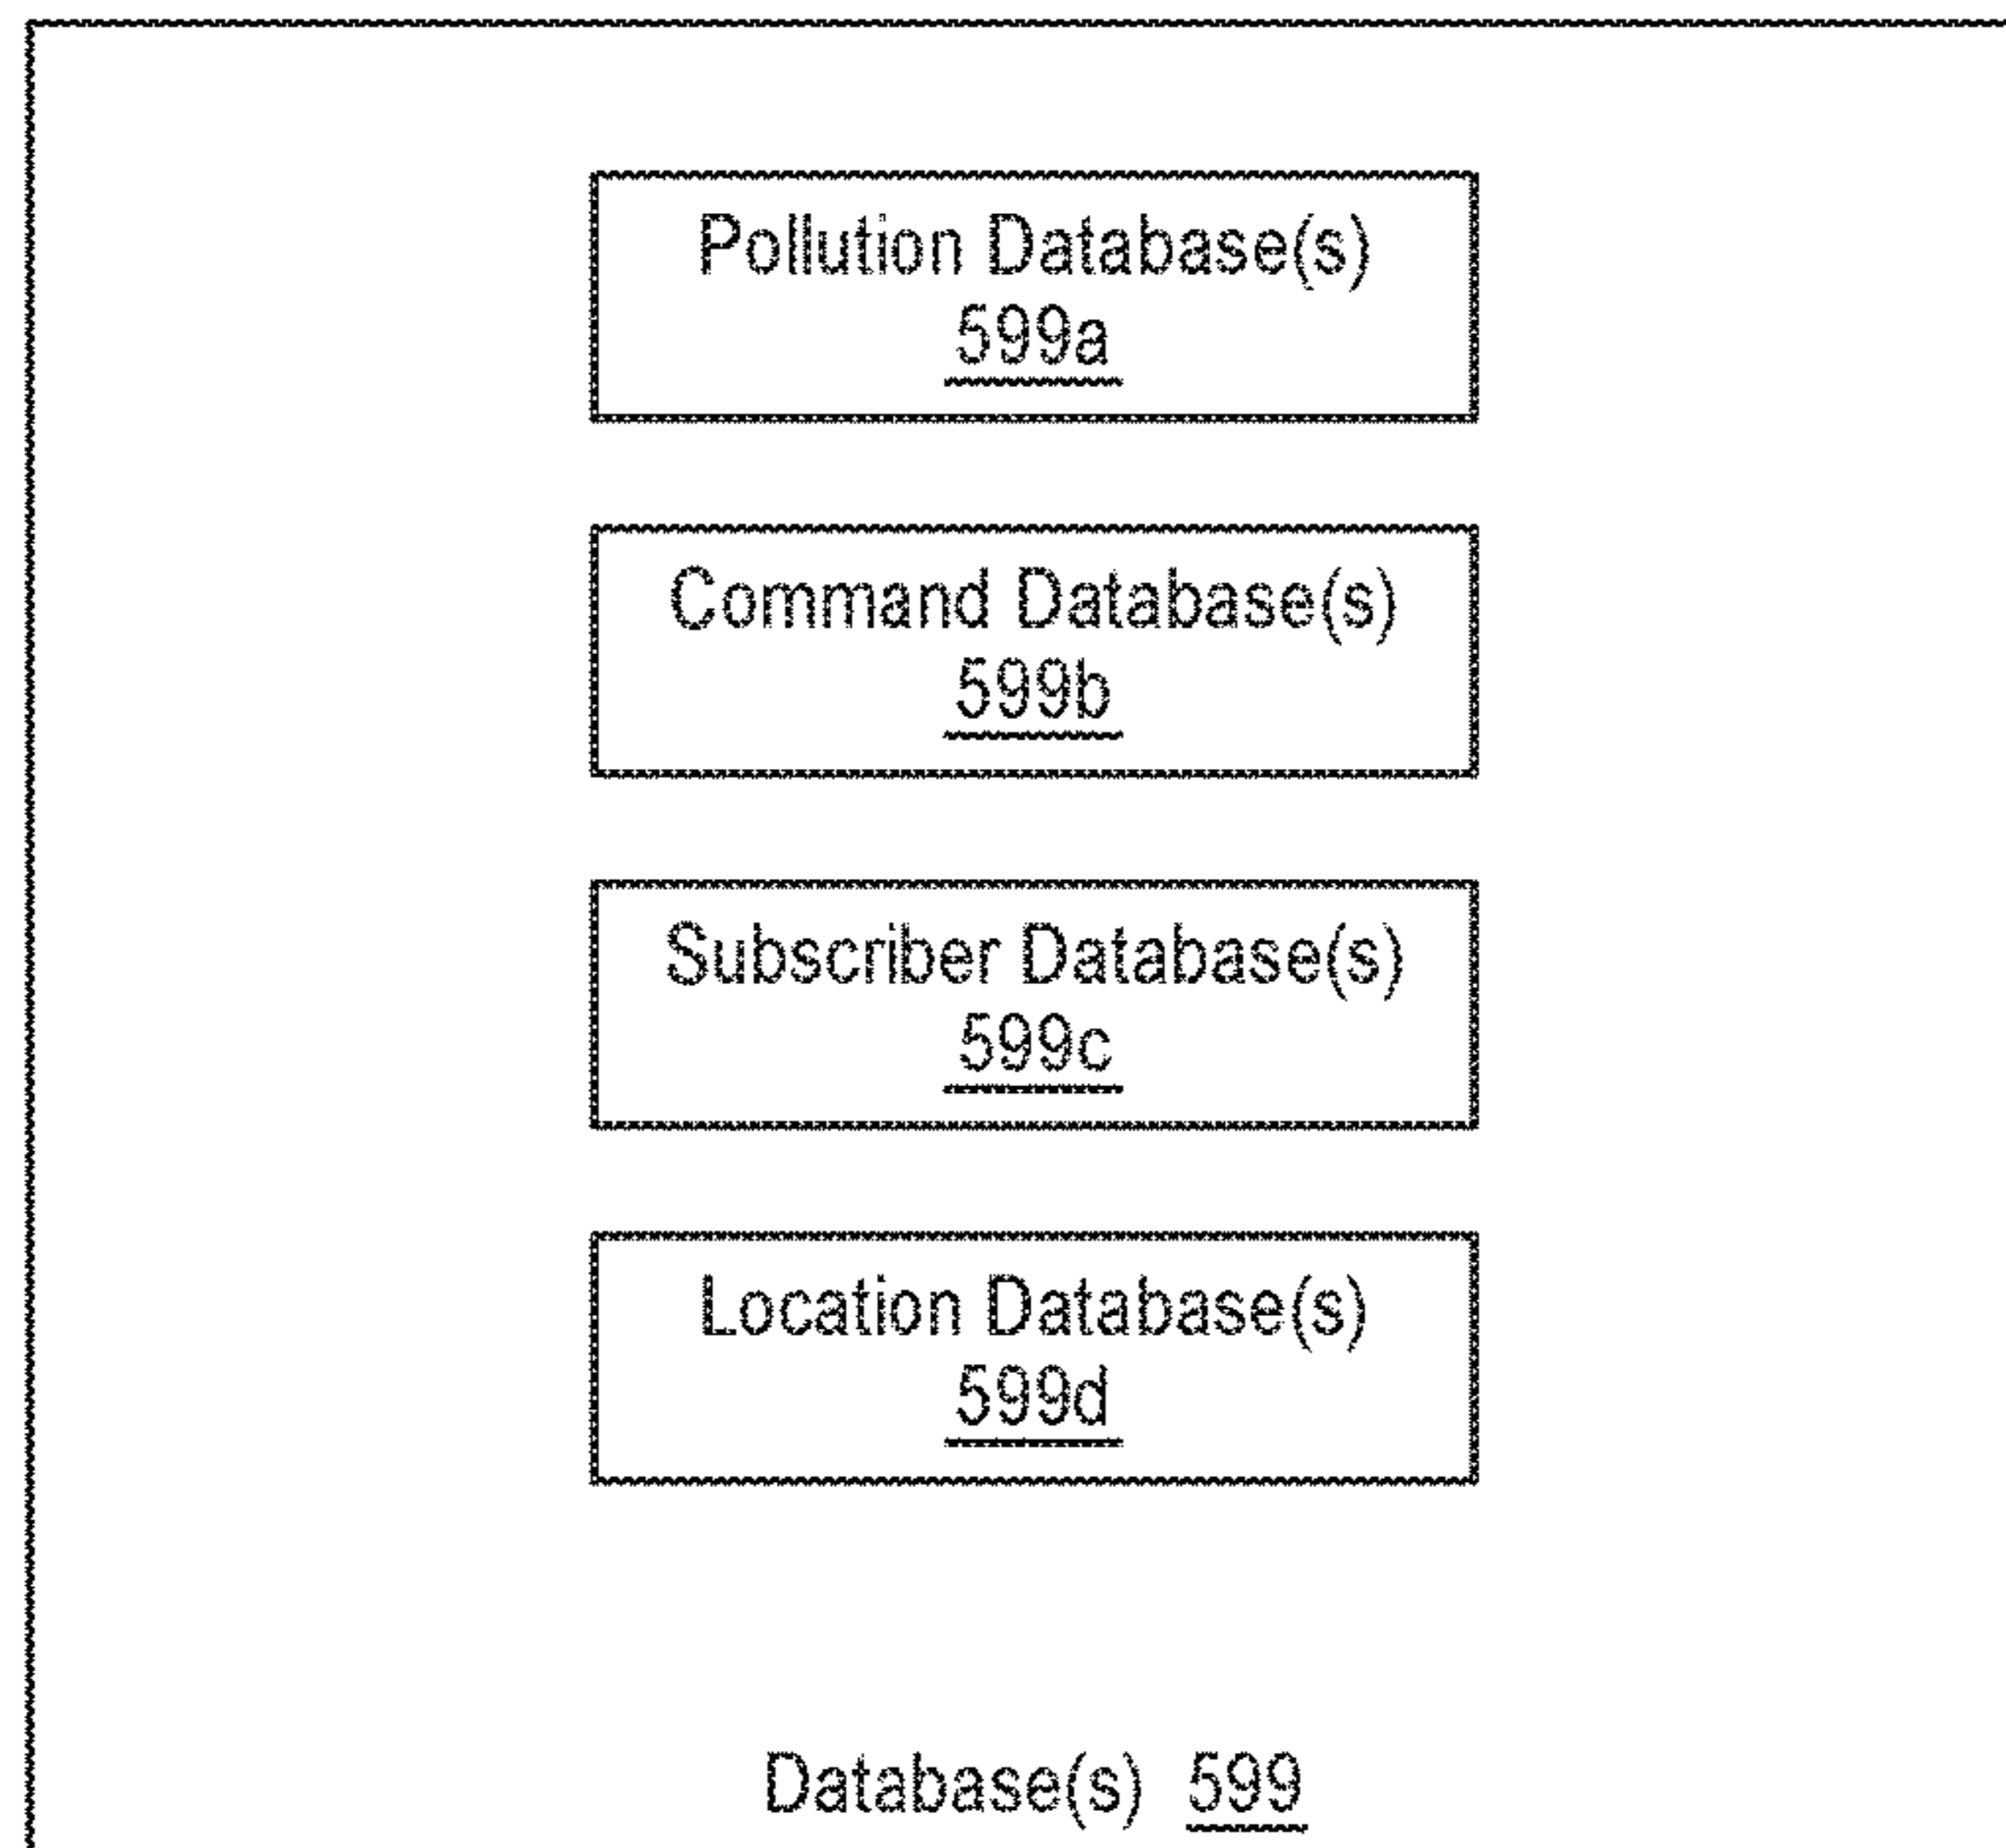 Pollution Database(s)
599a
Command Database(s)
599b
Subscriber Database(s)
599c
Location Database(s)
599d
Database(s) 599